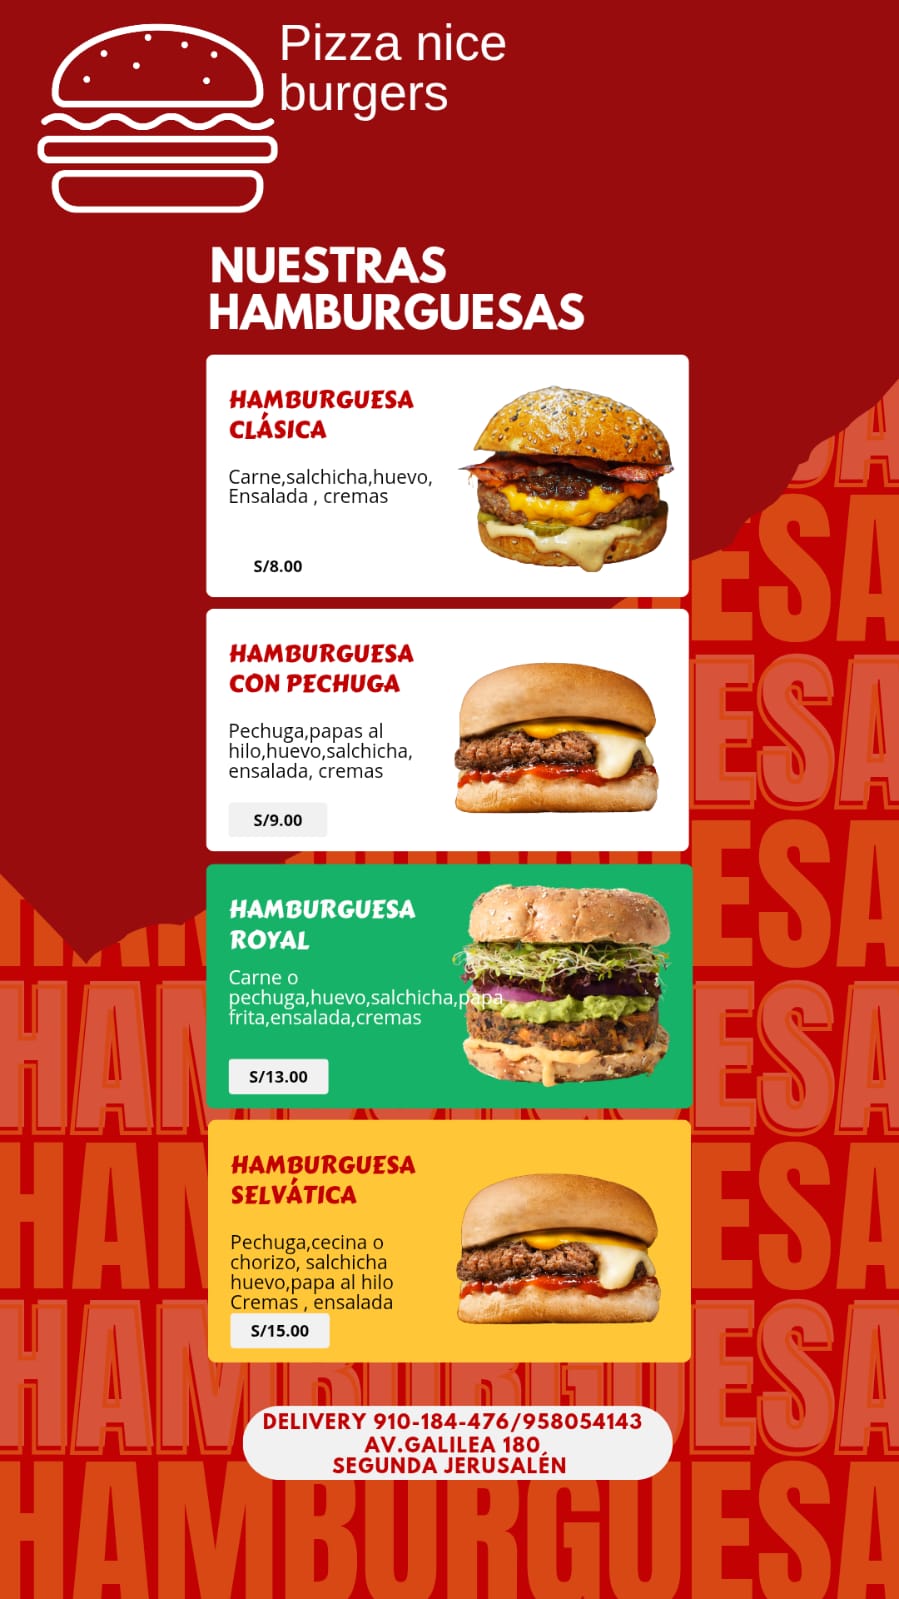 Pizza nice
burgers
NUESTRAS
HAMBURGUESAS
HAMBURGUESA
CLÁSICA
Carne,salchicha,huevo,
Ensalada , cremas
S/8.00
HAMBURGUESA
CON PECHUGA
Pechuga,papas al
hilo,huevo,salchicha,
ensalada, cremas
S/9.00
HAMBURGUESA
ROYAL
Carne o
pechuga,huevo,salchicha,papa
frita,ensalada,cremas
S/13.00
HAMBURGUESA
SELVÁTICA
Pechuga,cecina o
chorizo, salchicha
huevo,papa al hilo
Cremas , ensalada
S/15.00
DELIVERY 910-184-476/958054143
AV.GALILEA 180
SEGUNDA JERUSALÉN
HAMBURGUESA